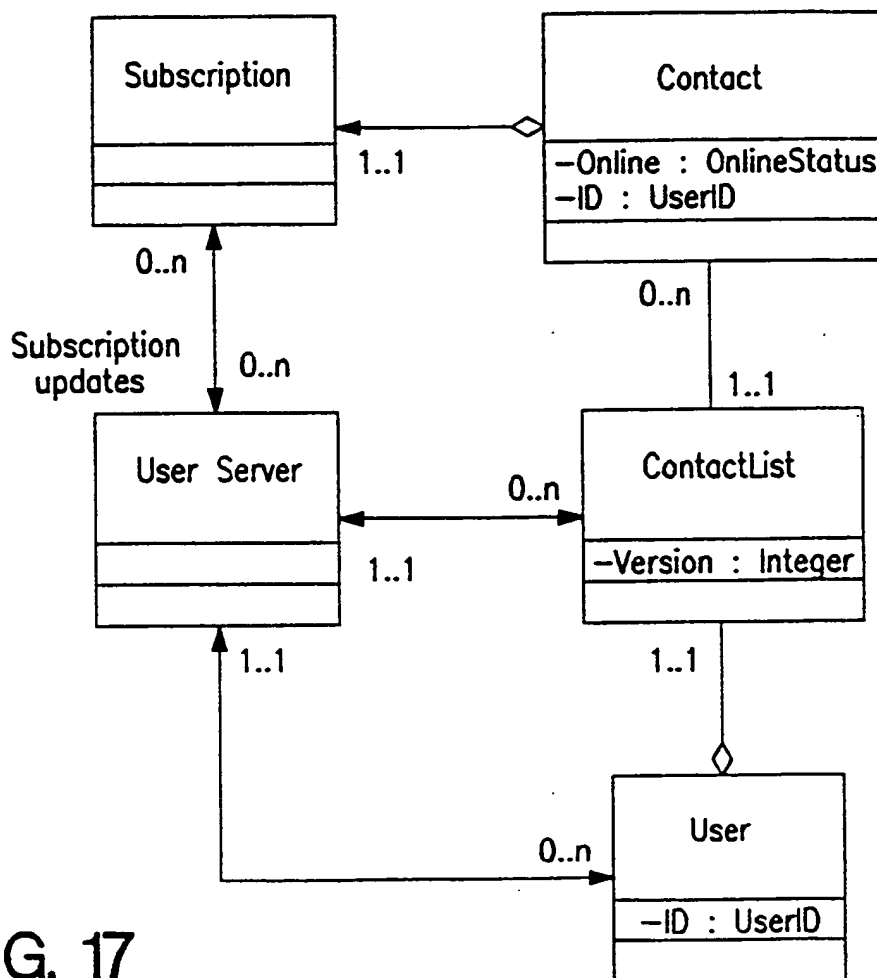 Subscription
Contact
1..1
-Online : OnlineStatus
-ID : UserID
0..n
0..n
Subscription
updates
0..n
1..1
User Server
ContactList
0..n
-Version : Integer
1..1
1..1
1..1
User
0..n
-ID : UserID
G. 17